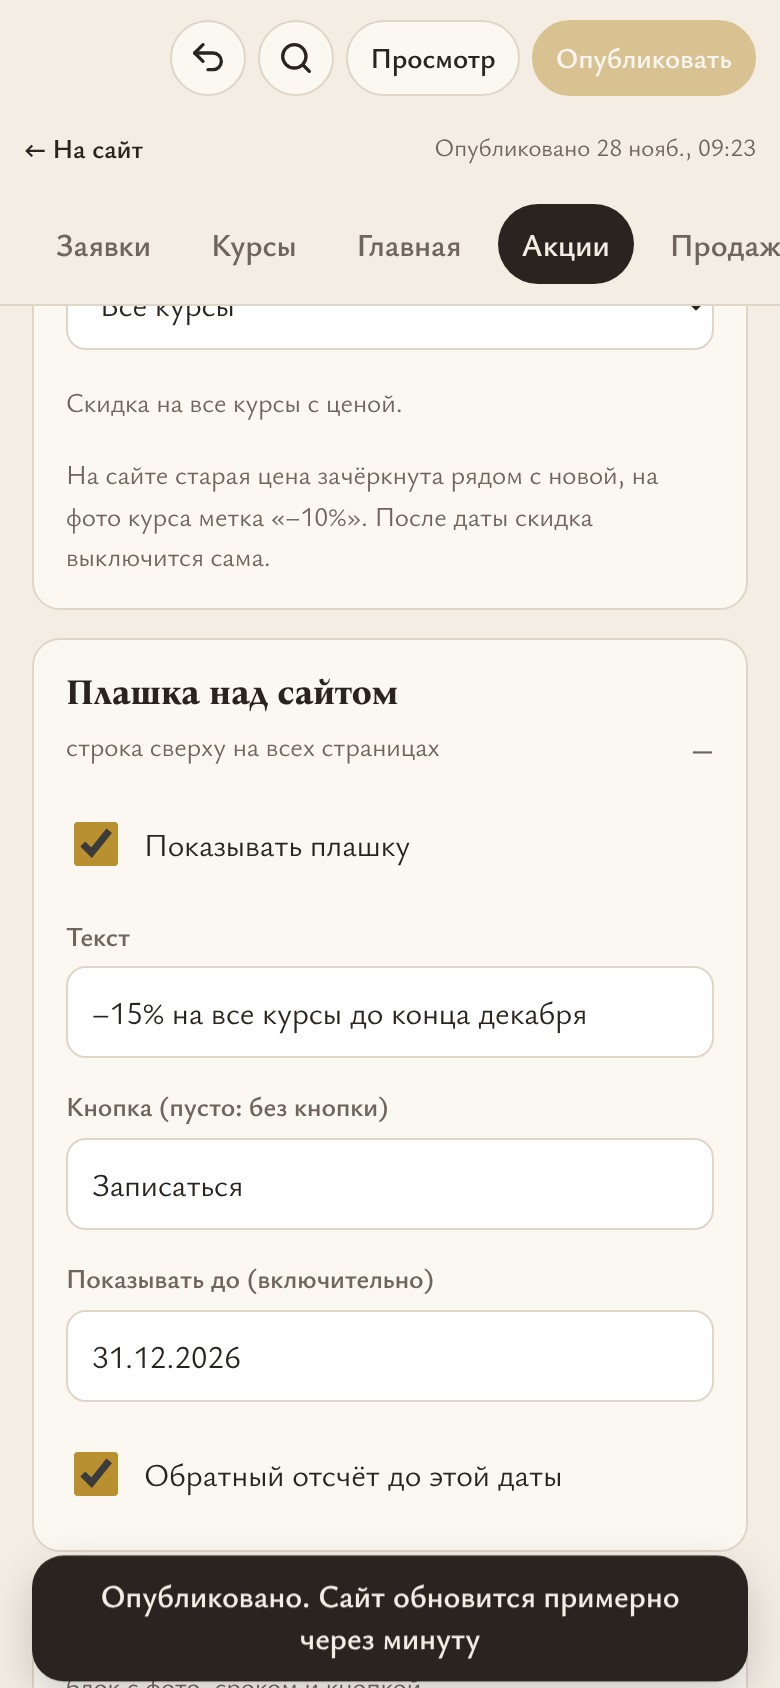 Просмотр
Опубликовать
← На сайт
Опубликовано 28 нояб., 09:23
Заявки
Курсы
Главная
Акции
Продаж
Все курсы
Скидка на все курсы с ценой.
На сайте старая цена зачёркнута рядом с новой, на
фото курса метка «–10%». После даты скидка
выключится сама.
Плашка над сайтом
строка сверху на всех страницах
–
Показывать плашку
Текст
–15% на все курсы до конца декабря
Кнопка (пусто: без кнопки)
Записаться
Показывать до (включительно)
31.12.2026
Обратный отсчёт до этой даты
Опубликовано. Сайт обновится примерно
через минуту
блок с фото, сроком и кнопкой